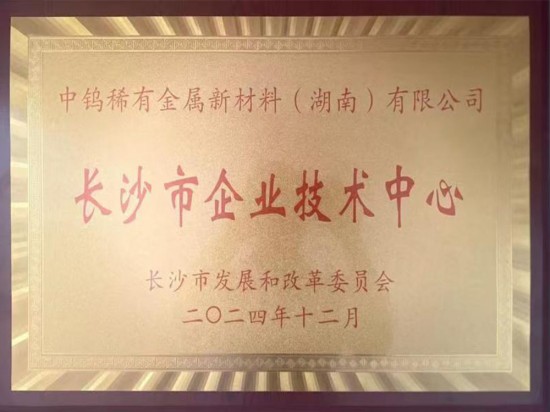 中钨稀有金属新材料（湖南）有限公司
长沙市企业技术中心
长沙市发展和改革委员会
二〇二四年十二月